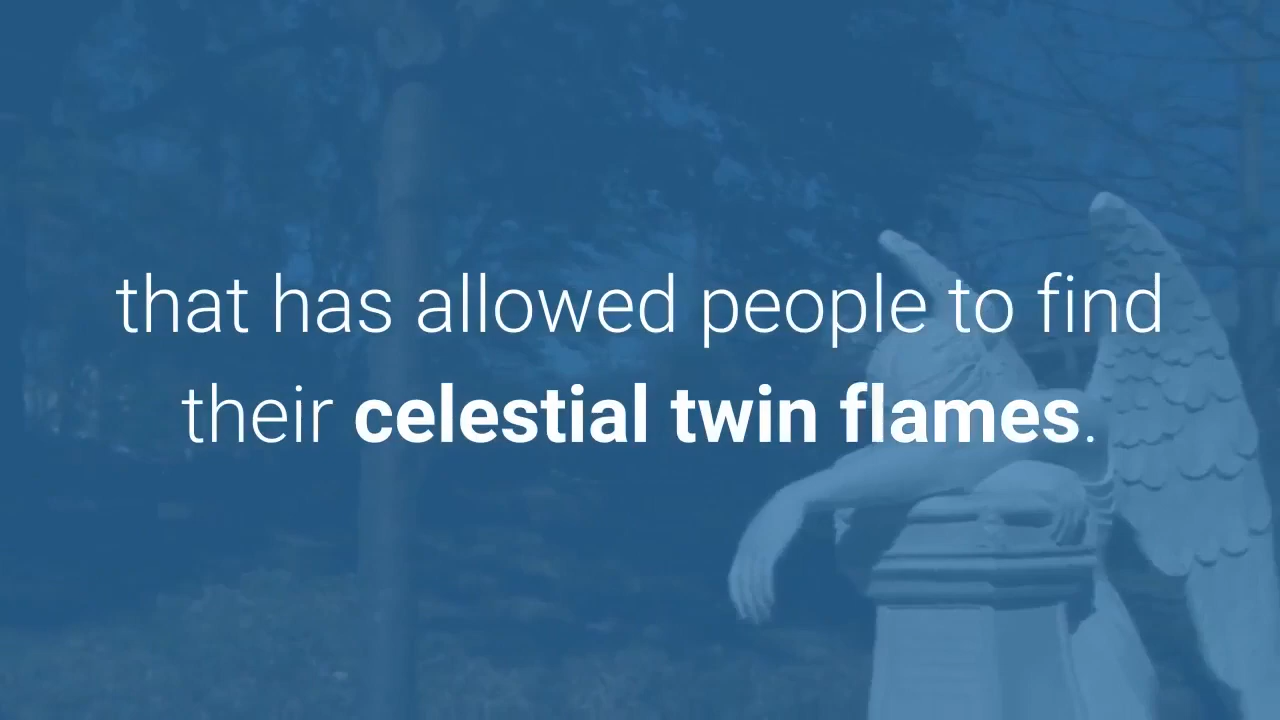 that has allowed people to find
their celestial twin flames.